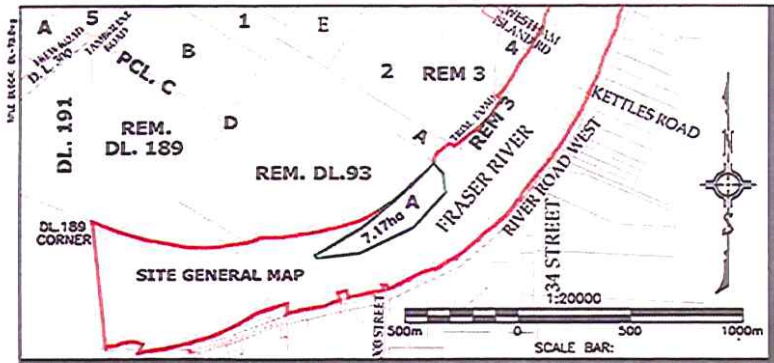 A
5
1
E
WESTHAM
ISLAND RD
4
B
PCL. C
2
REM 3
DL. 191
REM.
DL. 189
D
A
REM 3
KETTLES ROAD
REM. DL.93
FRASER RIVER
RIVER ROAD WEST
N
A
7.17ha
S
DL.189
CORNER
SITE GENERAL MAP
34 STREET
1:20000
500m
0
500
1000m
SCALE BAR: